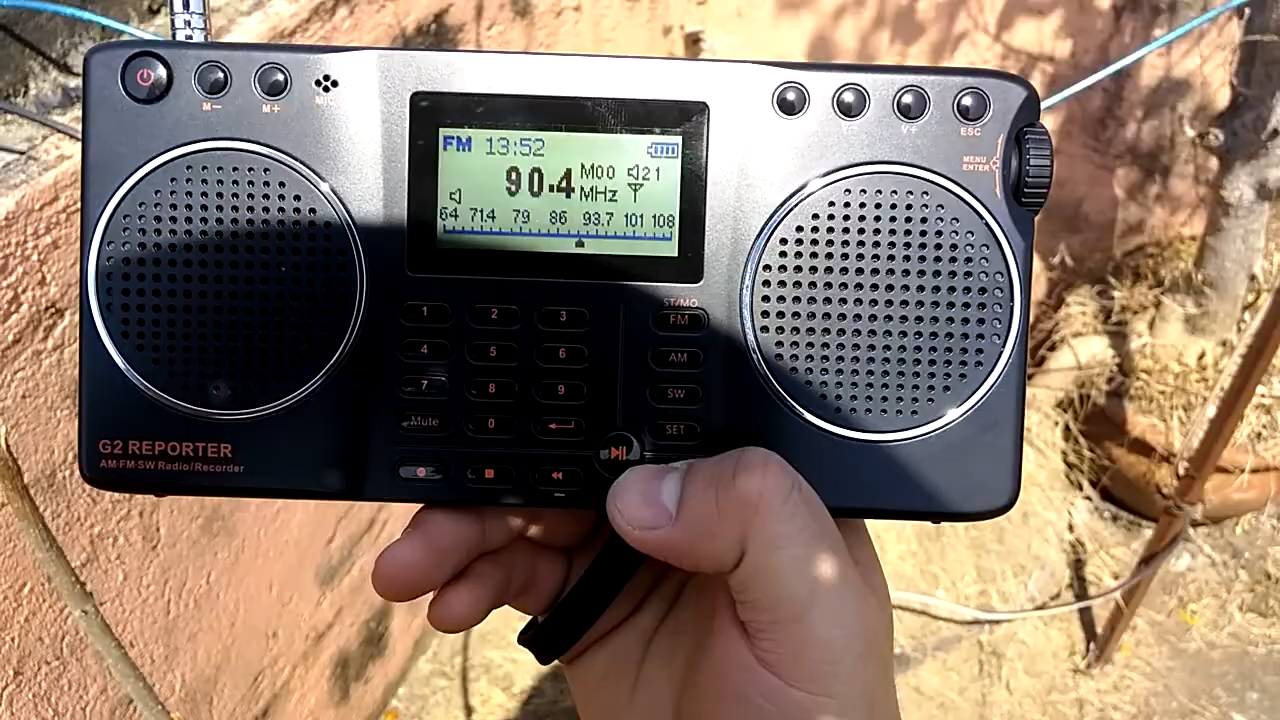 M- M+ MIC
V- V+ ESC
MENU
ENTER
FM 13:52
90.4 M00 21
MHz
64 71.4 79 86 93.7 101 108
ST/MO
1 2 3 FM
4 5 6 AM
7 8 9 SW
Mute 0 SET
G2 REPORTER
AM-FM-SW Radio/Recorder